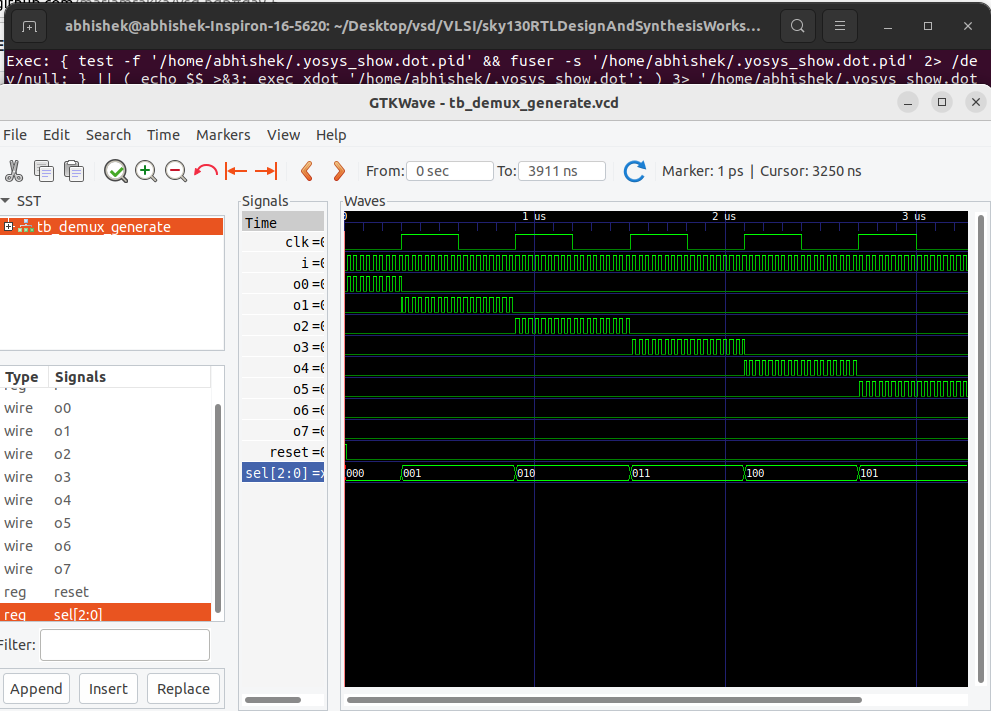 abhishek@abhishek-Inspiron-16-5620: ~/Desktop/vsd/VLSI/sky130RTLDesignAndSynthesisWorks...
Exec: { test -f '/home/abhishek/.yosys_show.dot.pid' && fuser -s '/home/abhishek/.yosys_show.dot.pid' 2> /de
v/null; } || ( echo $$ >&3; exec xdot '/home/abhishek/.yosys_show.dot'; ) 3> '/home/abhishek/.yosys_show.dot
GTKWave - tb_demux_generate.vcd
File Edit Search Time Markers View Help
From: 0 sec To: 3911 ns Marker: 1 ps | Cursor: 3250 ns
SST
tb_demux_generate
Type Signals
reg
wire o0
wire o1
wire o2
wire o3
wire o4
wire o5
wire o6
wire o7
reg reset
reg sel[2:0]
Filter:
Append Insert Replace
Signals
Time
clk =0
i =0
o0 =0
o1 =0
o2 =0
o3 =0
o4 =0
o5 =0
o6 =0
o7 =0
reset =0
sel[2:0] =x
Waves
0 1 us 2 us 3 us
000 001 010 011 100 101